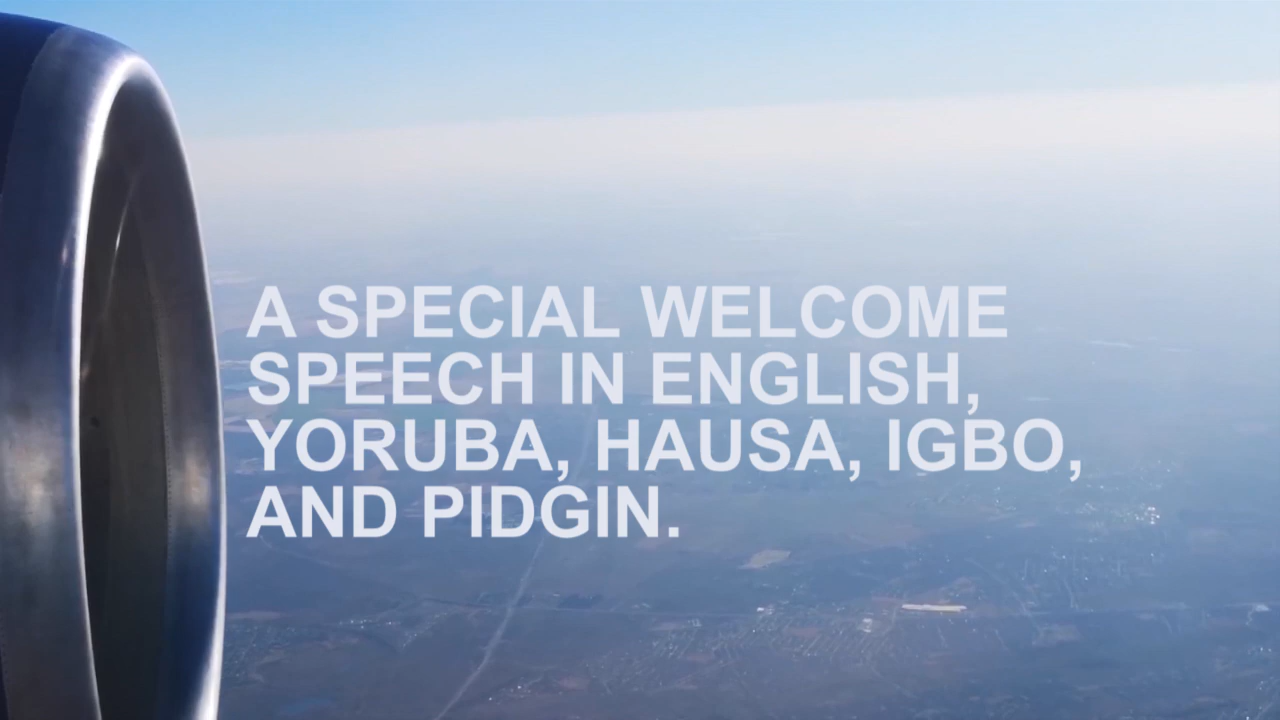 A SPECIAL WELCOME
SPEECH IN ENGLISH,
YORUBA, HAUSA, IGBO,
AND PIDGIN.